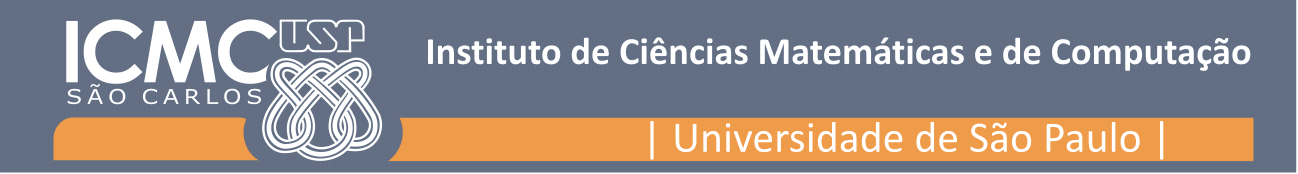 ICMC USP
SÃO CARLOS
Instituto de Ciências Matemáticas e de Computação
| Universidade de São Paulo |